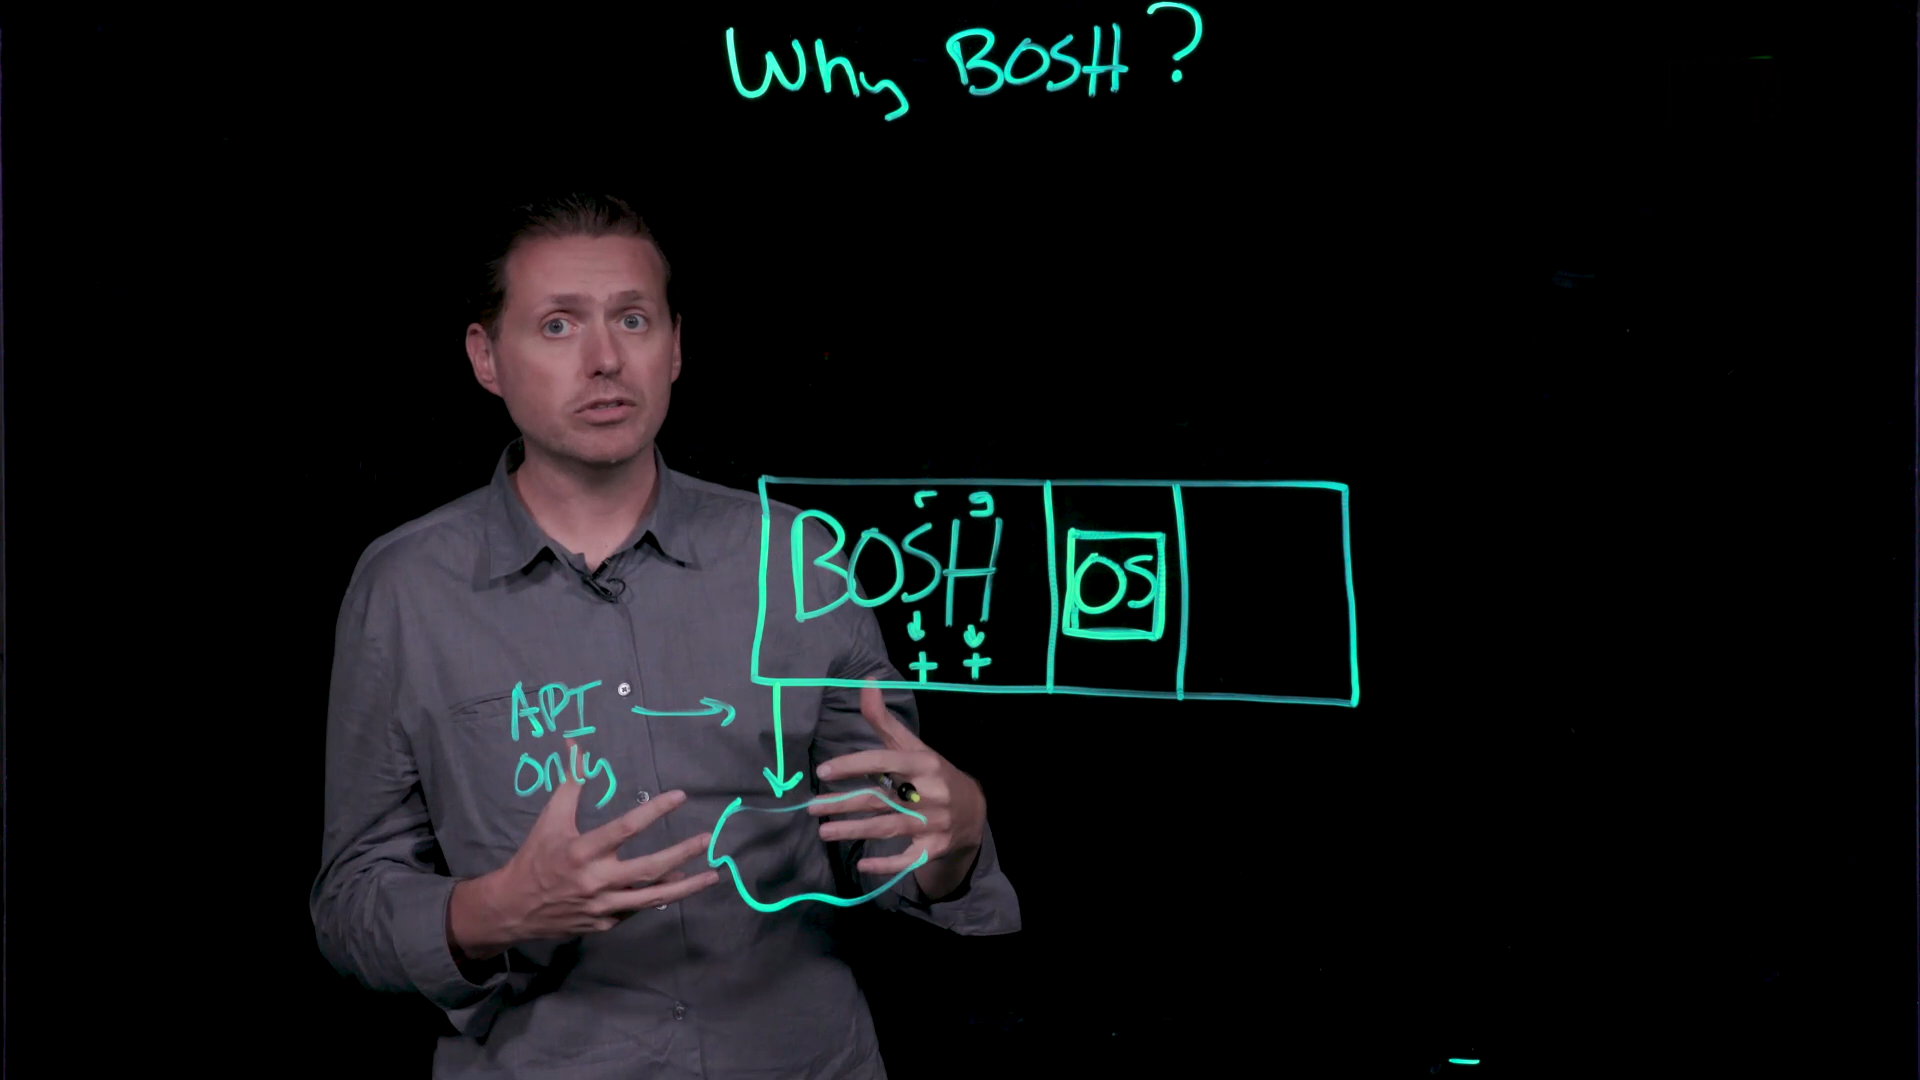 Why BOSH?
r g
BOSH
OS
+ +
API
only